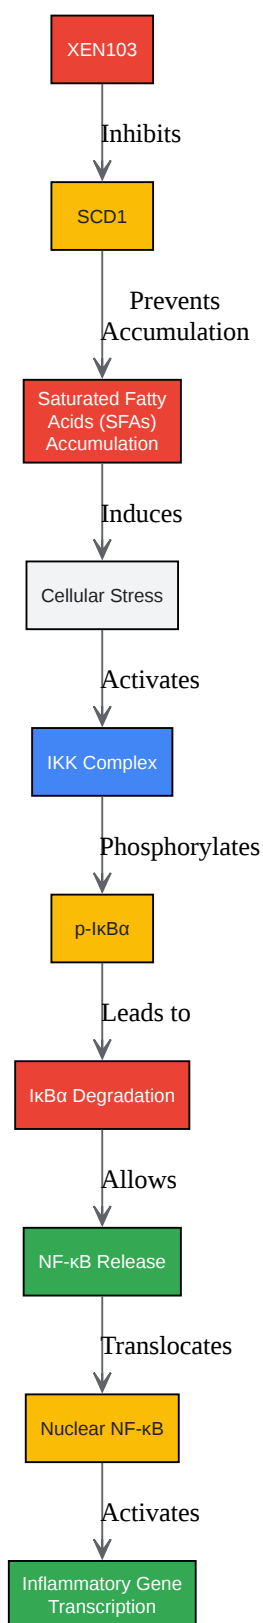 XEN103
Inhibits
SCD1
Prevents
Accumulation
Saturated Fatty
Acids (SFAs)
Accumulation
Induces
Cellular Stress
Activates
IKK Complex
Phosphorylates
p-IκBα
Leads to
IκBα Degradation
Allows
NF-κB Release
Translocates
Nuclear NF-κB
Activates
Inflammatory Gene
Transcription